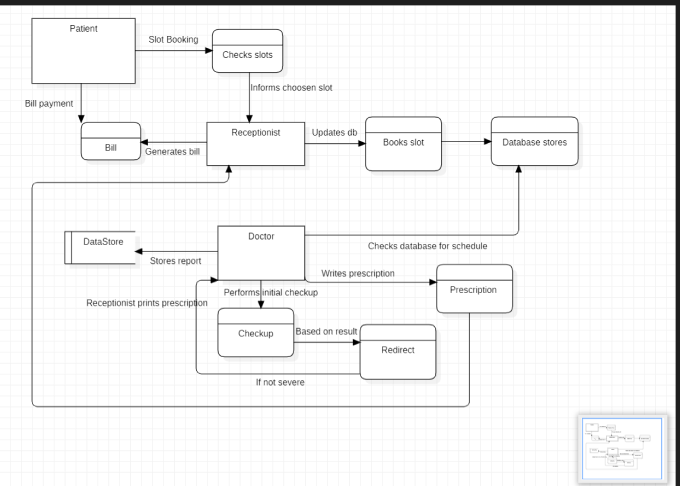 Patient
Slot Booking
Checks slots
Informs choosen slot
Bill payment
Bill
Generates bill
Receptionist
Updates db
Books slot
Database stores
DataStore
Stores report
Doctor
Checks database for schedule
Writes prescription
Prescription
Performs initial checkup
Receptionist prints prescription
Checkup
Based on result
Redirect
If not severe